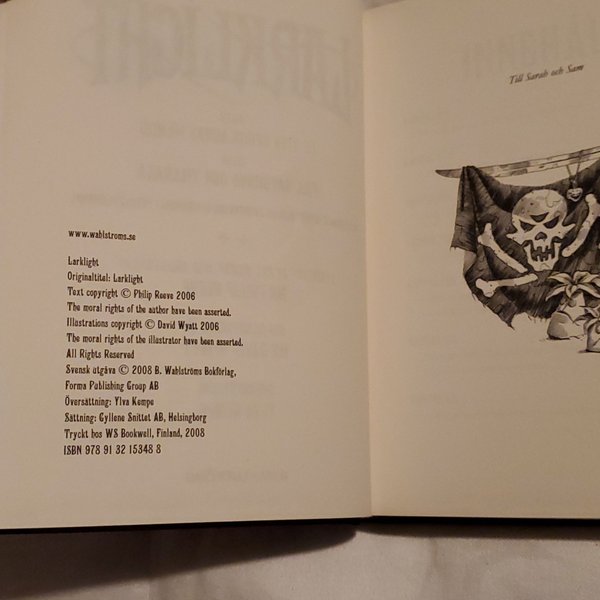 www.wahlstroms.se
Larklight
Originaltitel: Larklight
Text copyright © Philip Reeve 2006
The moral rights of the author have been asserted.
Illustrations copyright © David Wyatt 2006
The moral rights of the illustrator have been asserted.
All Rights Reserved
Svensk utgåva © 2008 B. Wahlströms Bokförlag,
Forma Publishing Group AB
Översättning: Ylva Kempe
Sättning: Gyllene Snittet AB, Helsingborg
Tryckt hos WS Bookwell, Finland, 2008
ISBN 978 91 32 15348 8
Till Sarah och Sam